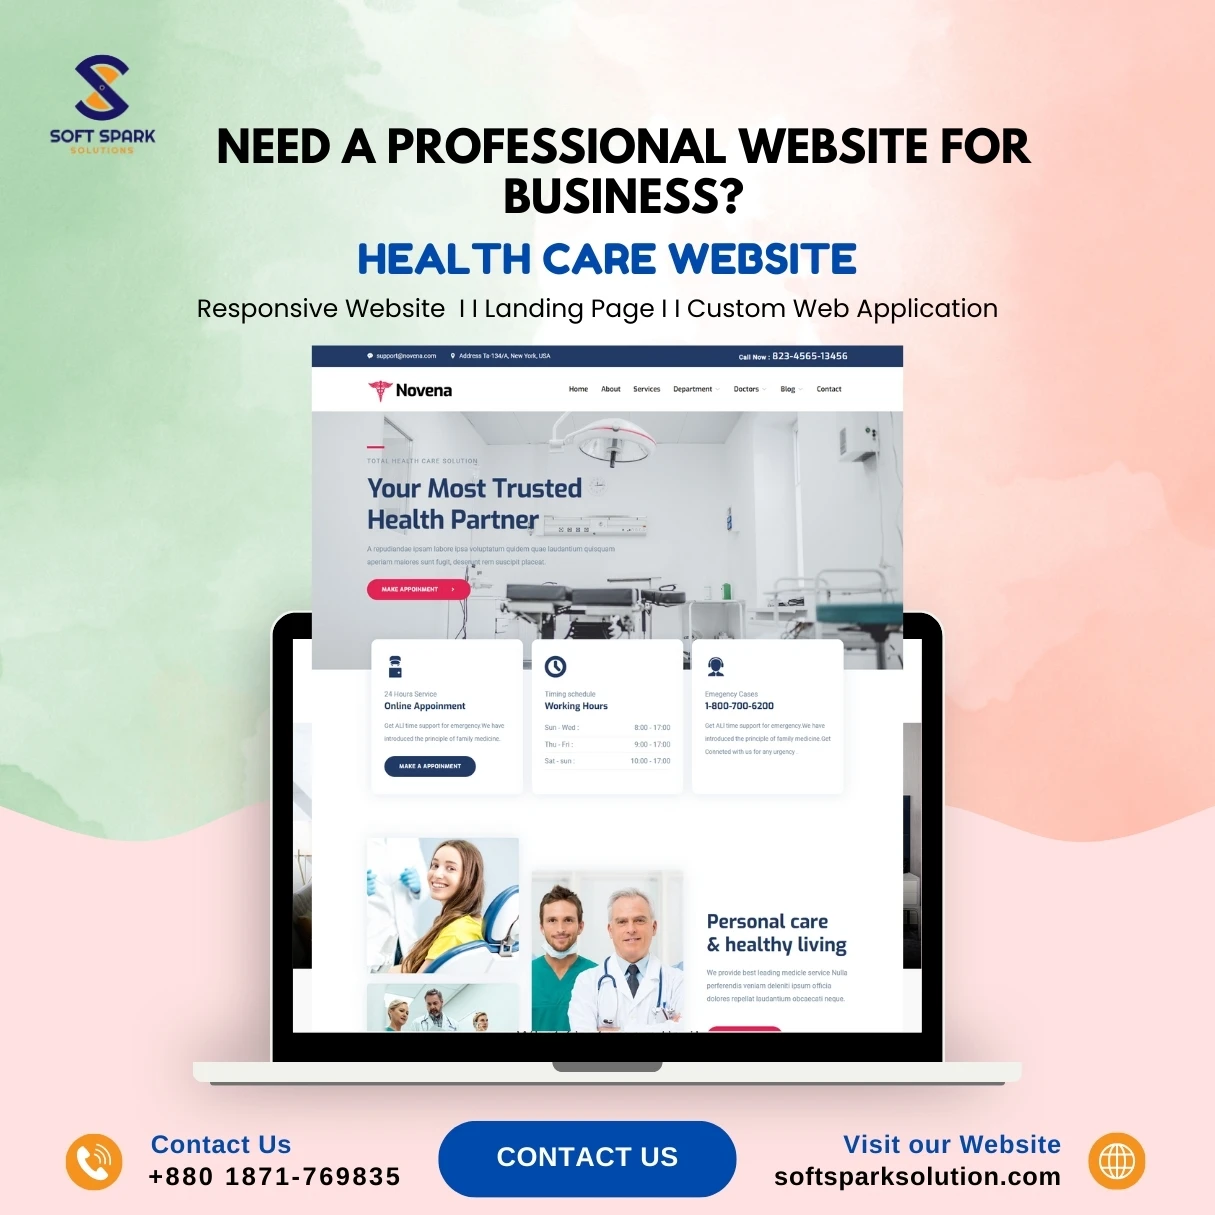 SOFT SPARK
SOLUTIONS
NEED A PROFESSIONAL WEBSITE FOR
BUSINESS?
HEALTH CARE WEBSITE
Responsive Website I I Landing Page I I Custom Web Application
support@novena.com Address Ta-134/A, New York, USA Call Now : 823-4565-13456
Novena
Home About Services Department Doctors Blog Contact
TOTAL HEALTH CARE SOLUTION
Your Most Trusted
Health Partner
A repudiandae ipsam labore ipsa voluptatum quidem quae laudantium quisquam
aperiam maiores sunt fugit, deserunt rem suscipit placeat.
MAKE APPOINMENT
24 Hours Service
Online Appoinment
Get ALl time support for emergency.We have
introduced the principle of family medicine.
MAKE A APPOINMENT
Timing schedule
Working Hours
Sun - Wed : 8:00 - 17:00
Thu - Fri : 9:00 - 17:00
Sat - sun : 10:00 - 17:00
Emegency Cases
1-800-700-6200
Get ALl time support for emergency.We have
introduced the principle of family medicine.Get
Conneted with us for any urgency
Personal care
& healthy living
We provide best leading medicle service Nulla
perferendis veniam deleniti ipsum officia
dolores repellat laudantium obcaecati neque.
Contact Us
+880 1871-769835
CONTACT US
Visit our Website
softsparksolution.com